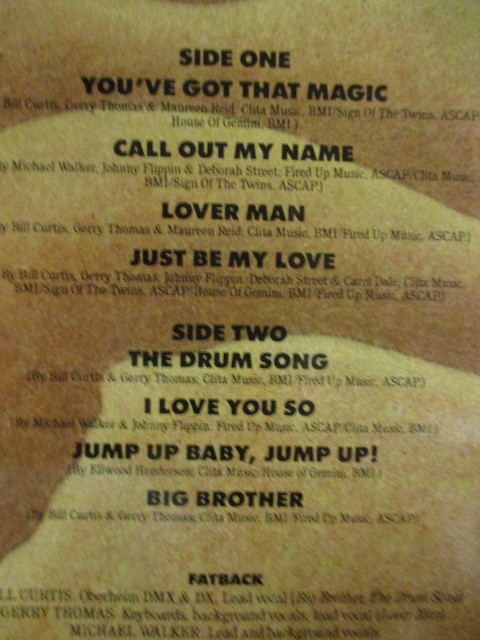 SIDE ONE
YOU'VE GOT THAT MAGIC
Bill Curtis, Gerry Thomas & Maureen Reid, Clita Music, BMI/Sign Of The Twins, ASCAP/
House Of Gemini, BMI)
CALL OUT MY NAME
By Michael Walker, Johnny Flippin & Deborah Street, Fired Up Music, ASCAP/Clita Music,
BMI/Sign Of The Twins, ASCAP)
LOVER MAN
By Bill Curtis, Gerry Thomas & Maureen Reid, Clita Music, BMI/Fired Up Music, ASCAP)
JUST BE MY LOVE
By Bill Curtis, Gerry Thomas, Johnny Flippin, Deborah Street & Carol Dale, Clita Music,
BMI/Sign Of The Twins, ASCAP/House Of Gemini, BMI/Fired Up Music, ASCAP)
SIDE TWO
THE DRUM SONG
(By Bill Curtis & Gerry Thomas, Clita Music, BMI/Fired Up Music, ASCAP)
I LOVE YOU SO
(By Michael Walker & Johnny Flippin, Fired Up Music, ASCAP/Clita Music, BMI)
JUMP UP BABY, JUMP UP!
(By Ellwood Henderson, Clita Music/House of Gemini, BMI)
BIG BROTHER
(By Bill Curtis & Gerry Thomas, Clita Music, BMI/Fired Up Music, ASCAP)
FATBACK
LL CURTIS: Oberheim DMX & DX, Lead vocal (Big Brother, The Drum Song)
GERRY THOMAS: Keyboards, background vocals, lead vocal (Lover Man)
MICHAEL WALKER: Lead and background vocals